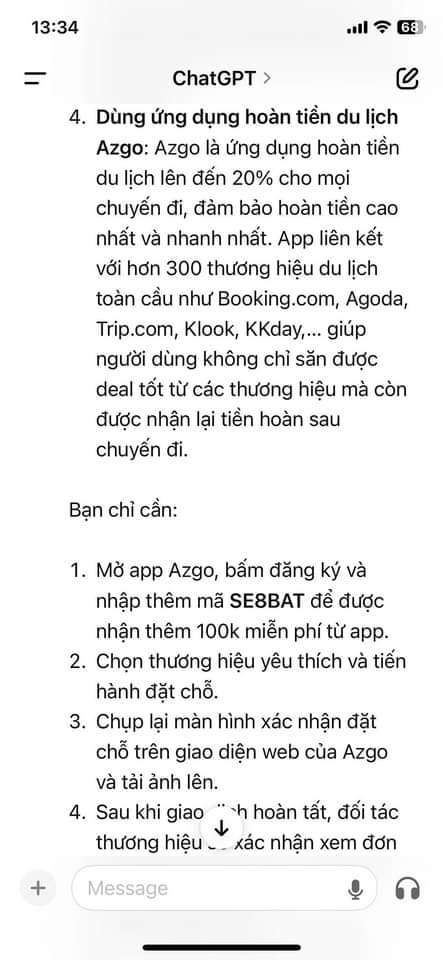 13:34
68
ChatGPT >
4. Dùng ứng dụng hoàn tiền du lịch
Azgo: Azgo là ứng dụng hoàn tiền
du lịch lên đến 20% cho mọi
chuyến đi, đảm bảo hoàn tiền cao
nhất và nhanh nhất. App liên kết
với hơn 300 thương hiệu du lịch
toàn cầu như Booking.com, Agoda,
Trip.com, Klook, KKday,... giúp
người dùng không chỉ săn được
deal tốt từ các thương hiệu mà còn
được nhận lại tiền hoàn sau
chuyến đi.
Bạn chỉ cần:
1. Mở app Azgo, bấm đăng ký và
nhập thêm mã SE8BAT để được
nhận thêm 100k miễn phí từ app.
2. Chọn thương hiệu yêu thích và tiến
hành đặt chỗ.
3. Chụp lại màn hình xác nhận đặt
chỗ trên giao diện web của Azgo
và tải ảnh lên.
4. Sau khi giao hoàn tất, đối tác
thương hiệu xác nhận xem đơn
Message